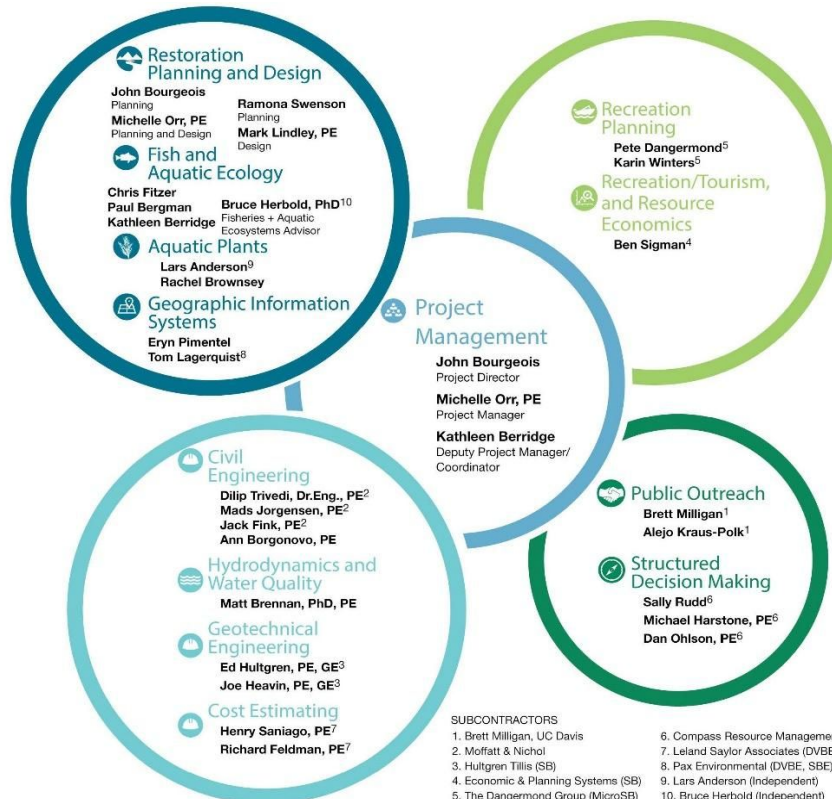 Restoration
Planning and Design
John Bourgeois
Planning
Michelle Orr, PE
Planning and Design
Ramona Swenson
Planning
Mark Lindley, PE
Design
Fish and
Aquatic Ecology
Chris Fitzer
Paul Bergman
Kathleen Berridge
Bruce Herbold, PhD10
Fisheries + Aquatic
Ecosystems Advisor
Aquatic Plants
Lars Anderson9
Rachel Brownsey
Geographic Information
Systems
Eryn Pimentel
Tom Lagerquist8
Recreation
Planning
Pete Dangermond5
Karin Winters5
Recreation/Tourism,
and Resource
Economics
Ben Sigman4
Project
Management
John Bourgeois
Project Director
Michelle Orr, PE
Project Manager
Kathleen Berridge
Deputy Project Manager/
Coordinator
Civil
Engineering
Dilip Trivedi, Dr.Eng., PE2
Mads Jorgensen, PE2
Jack Fink, PE2
Ann Borgonovo, PE
Hydrodynamics and
Water Quality
Matt Brennan, PhD, PE
Geotechnical
Engineering
Ed Hultgren, PE, GE3
Joe Heavin, PE, GE3
Cost Estimating
Henry Saniago, PE7
Richard Feldman, PE7
Public Outreach
Brett Milligan1
Alejo Kraus-Polk1
Structured
Decision Making
Sally Rudd6
Michael Harstone, PE6
Dan Ohlson, PE6
SUBCONTRACTORS
1. Brett Milligan, UC Davis
2. Moffatt & Nichol
3. Hultgren Tillis (SB)
4. Economic & Planning Systems (SB)
5. The Dangermond Group (MicroSB)
6. Compass Resource Manageme
7. Leland Saylor Associates (DVBE
8. Pax Environmental (DVBE, SBE)
9. Lars Anderson (Independent)
10. Bruce Herbold (Independent)